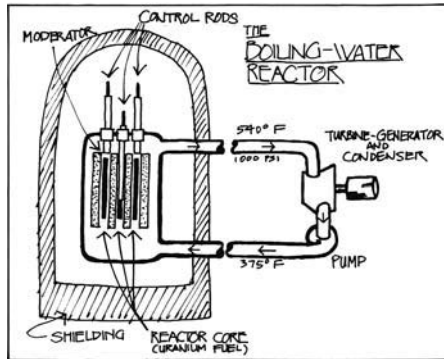 CONTROL RODS
MODERATOR
THE
BOILING-WATER
REACTOR
540° F
1000 PSI
TURBINE-GENERATOR
AND
CONDENSER
375° F
PUMP
SHIELDING
REACTOR CORE
(URANIUM FUEL)